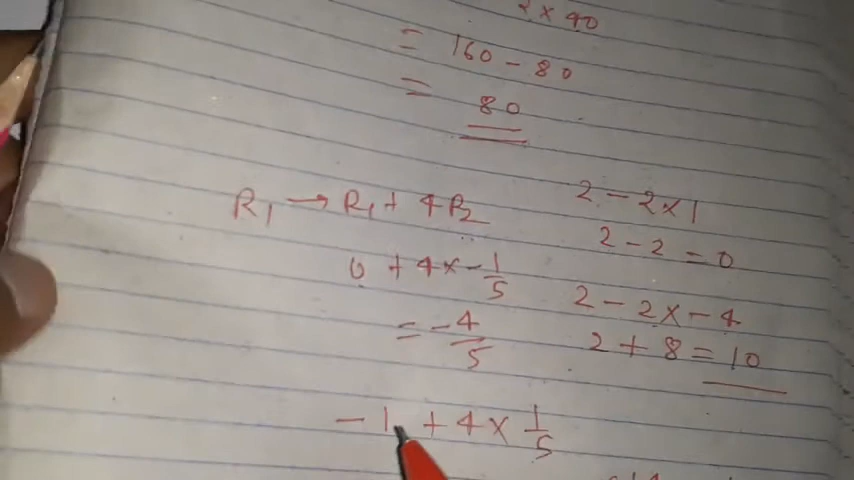 2 × 40
= 160 - 80
= 80
R1 → R1 + 4R2
0 + 4 × - 1/5
= - 4/5
- 1 + 4 × 1/5
2 - 2 × 1
2 - 2 = 0
2 - 2 × - 4
2 + 8 = 10